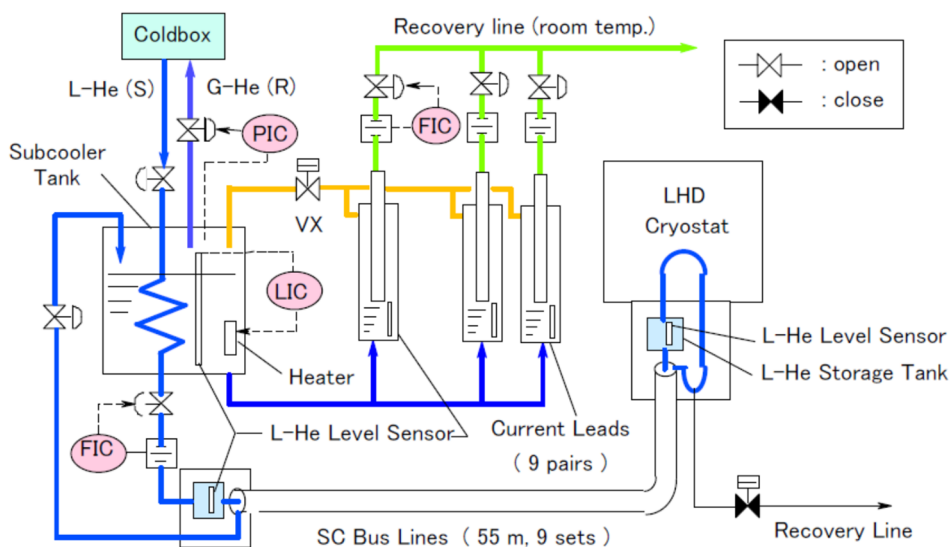 Coldbox
Recovery line (room temp.)
L-He (S)
G-He (R)
: open
: close
PIC
FIC
Subcooler
Tank
VX
LHD
Cryostat
LIC
Heater
L-He Level Sensor
L-He Storage Tank
FIC
L-He Level Sensor
Current Leads
( 9 pairs )
SC Bus Lines ( 55 m, 9 sets)
Recovery Line